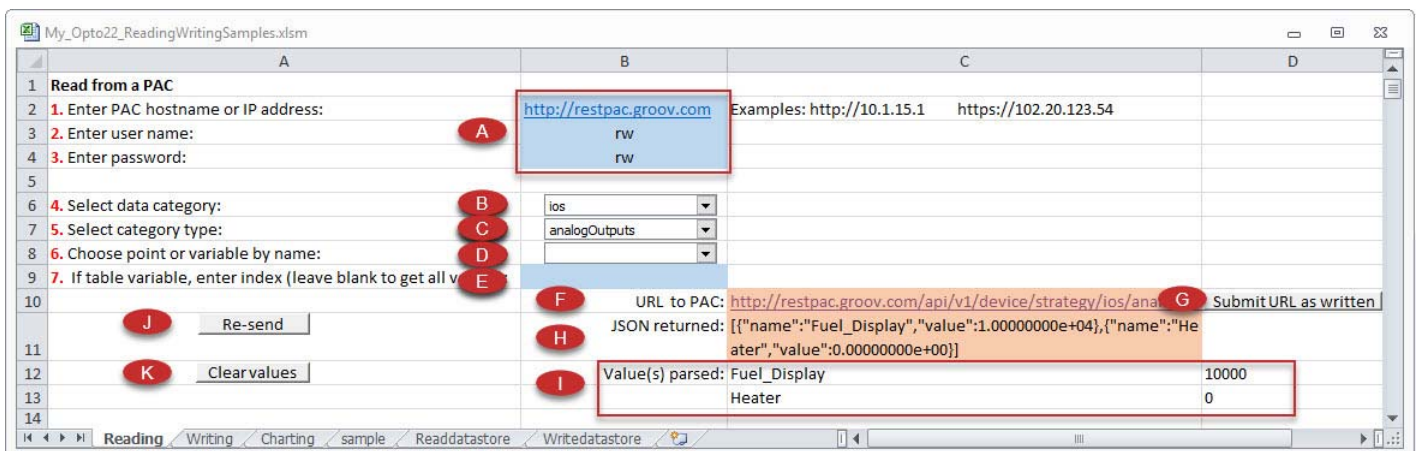 My_Opto22_ReadingWritingSamples.xlsm
A B C D
1 Read from a PAC
2 1. Enter PAC hostname or IP address: http://restpac.groov.com Examples: http://10.1.15.1 https://102.20.123.54
3 2. Enter user name: A rw
4 3. Enter password: rw
5
6 4. Select data category: B ios
7 5. Select category type: C analogOutputs
8 6. Choose point or variable by name: D
9 7. If table variable, enter index (leave blank to get all v E
10 F URL to PAC: http://restpac.groov.com/api/v1/device/strategy/ios/ana G Submit URL as written
J Re-send H JSON returned: [{"name":"Fuel_Display","value":1.00000000e+04},{"name":"He
11 ater","value":0.00000000e+00}]
12 K Clear values I Value(s) parsed: Fuel_Display 10000
13 Heater 0
14
Reading Writing Charting sample Readdatastore Writedatastore